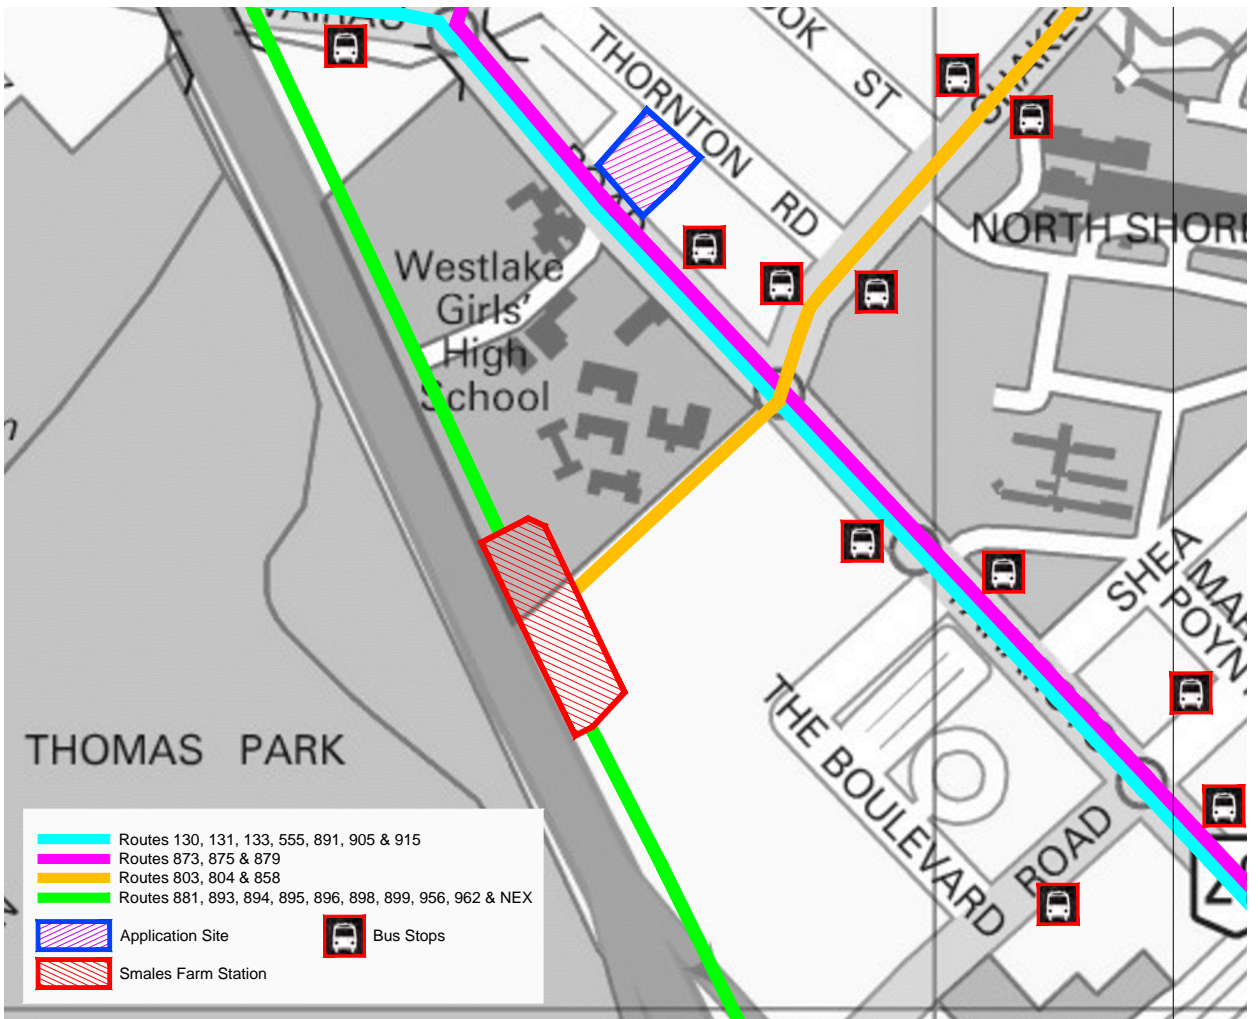 THORNTON RD
ST
ROAD
NORTH SHORE
Westlake
Girls'
High
School
SHEA
POYN
THE BOULEVARD
ROAD
THOMAS PARK
Routes 130, 131, 133, 555, 891, 905 & 915
Routes 873, 875 & 879
Routes 803, 804 & 858
Routes 881, 893, 894, 895, 896, 898, 899, 956, 962 & NEX
Application Site
Bus Stops
Smales Farm Station